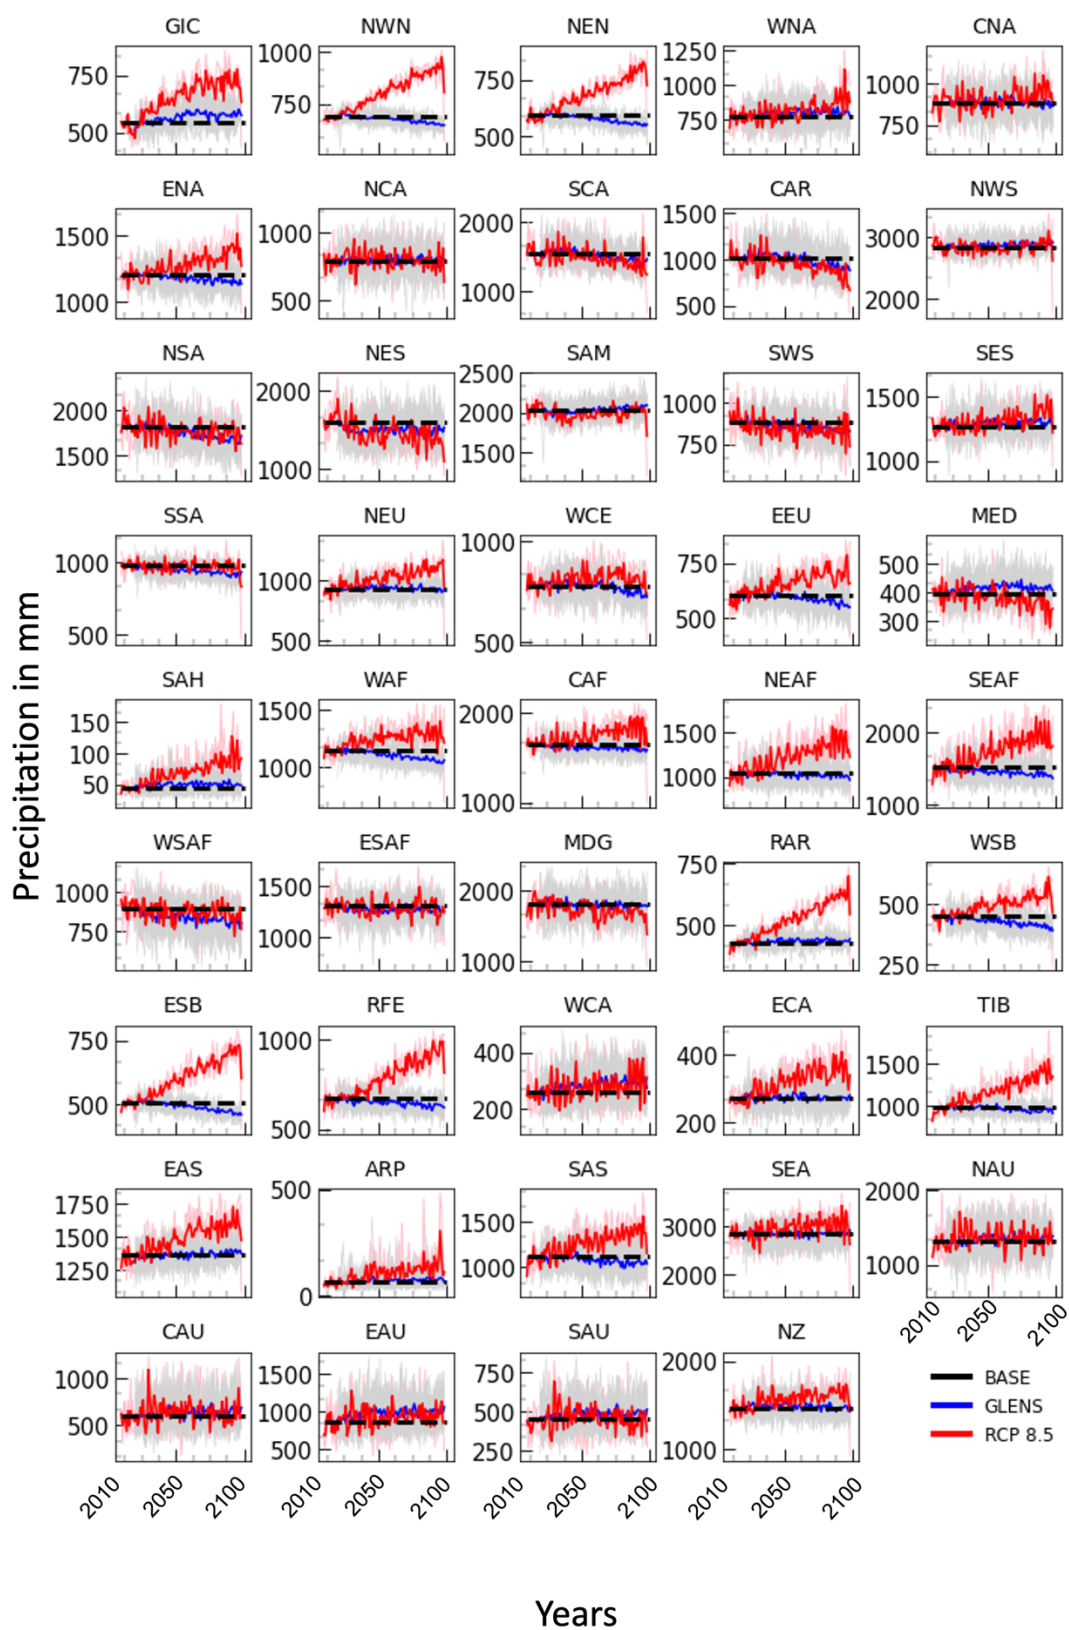 GIC NWN NEN WNA CNA
750 500
1000 750
750 500
1250 1000 750
1000 750
ENA NCA SCA CAR NWS
1500 1000
1000 500
2000 1000
1500 1000 500
3000 2000
NSA NES SAM SWS SES
2000 1500
2000 1000
2500 2000 1500
1000 750
1500 1000
SSA NEU WCE EEU MED
1000 500
1000 500
1000 500
750 500
500 400 300
SAH WAF CAF NEAF SEAF
150 100 50
1500 1000
2000 1000
1500 1000
2000 1000
WSAF ESAF MDG RAR WSB
1000 750
1500 1000
2000 1000
750 500
500 250
ESB RFE WCA ECA TIB
750 500
1000 500
400 200
400 200
1500 1000
EAS ARP SAS SEA NAU
1750 1500 1250
500 0
1500 1000
3000 2000
2000 1000
2010 2050 2100
CAU EAU SAU NZ
1000 500
1500 1000 500
750 500 250
2000 1000
2010 2050 2100
2010 2050 2100
2010 2050 2100
2010 2050 2100
BASE
GLENS
RCP 8.5
Precipitation in mm
Years